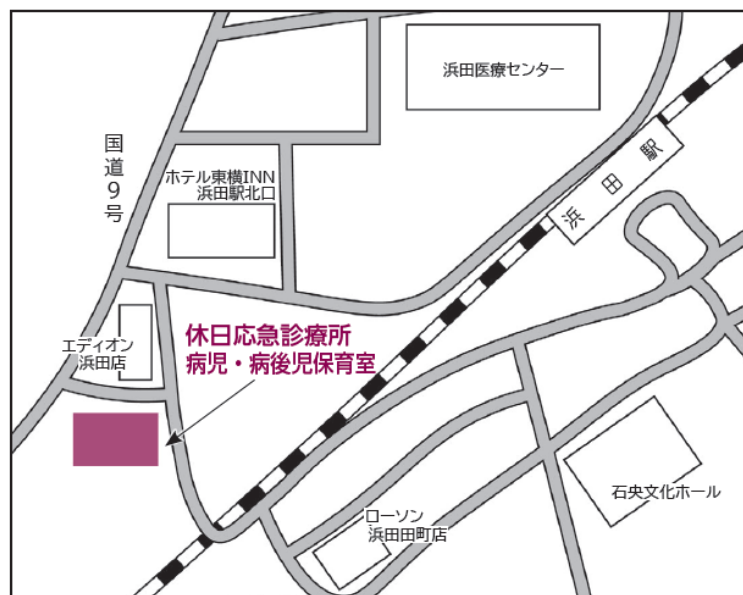 浜田医療センター
国道9号
浜田駅
ホテル東横INN
浜田駅北口
エディオン
浜田店
休日応急診療所
病児・病後児保育室
石央文化ホール
ローソン
浜田田町店